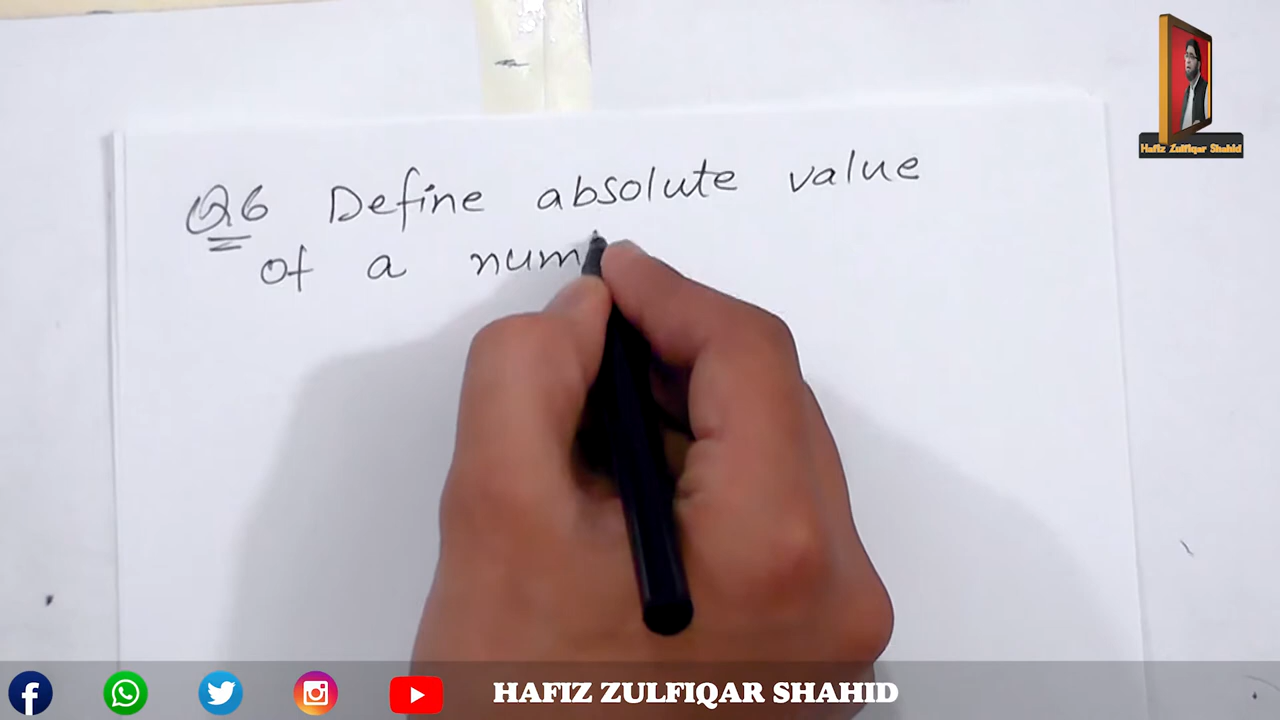 Hafiz Zulfiqar Shahid
Q6 Define absolute value
of a num
HAFIZ ZULFIQAR SHAHID